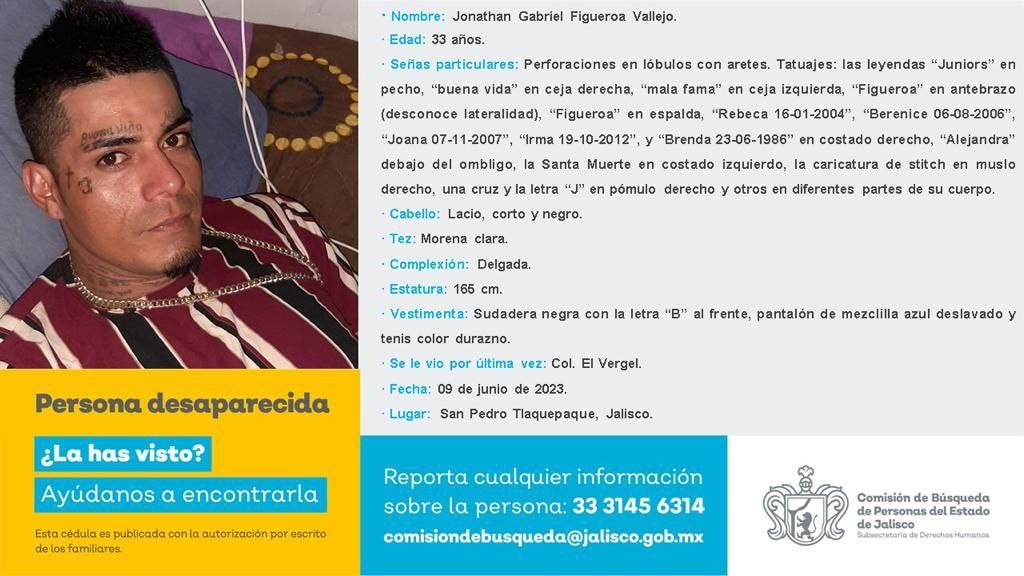 · Nombre: Jonathan Gabriel Figueroa Vallejo.
· Edad: 33 años.
· Señas particulares: Perforaciones en lóbulos con aretes. Tatuajes: las leyendas “Juniors” en
pecho, “buena vida” en ceja derecha, “mala fama” en ceja izquierda, “Figueroa” en antebrazo
(desconoce lateralidad), “Figueroa” en espalda, “Rebeca 16-01-2004”, “Berenice 06-08-2006”,
“Joana 07-11-2007”, “Irma 19-10-2012”, y “Brenda 23-06-1986” en costado derecho, “Alejandra”
debajo del ombligo, la Santa Muerte en costado izquierdo, la caricatura de stitch en muslo
derecho, una cruz y la letra “J” en pómulo derecho y otros en diferentes partes de su cuerpo.
· Cabello: Lacio, corto y negro.
· Tez: Morena clara.
· Complexión: Delgada.
· Estatura: 165 cm.
· Vestimenta: Sudadera negra con la letra “B” al frente, pantalón de mezclilla azul deslavado y
tenis color durazno.
· Se le vio por última vez: Col. El Vergel.
· Fecha: 09 de junio de 2023.
· Lugar: San Pedro Tlaquepaque, Jalisco.
Persona desaparecida
¿La has visto?
Ayúdanos a encontrarla
Esta cédula es publicada con la autorización por escrito
de los familiares.
Reporta cualquier información
sobre la persona: 33 3145 6314
comisiondebusqueda@jalisco.gob.mx
Comisión de Búsqueda
de Personas del Estado
de Jalisco
Subsecretaría de Derechos Humanos